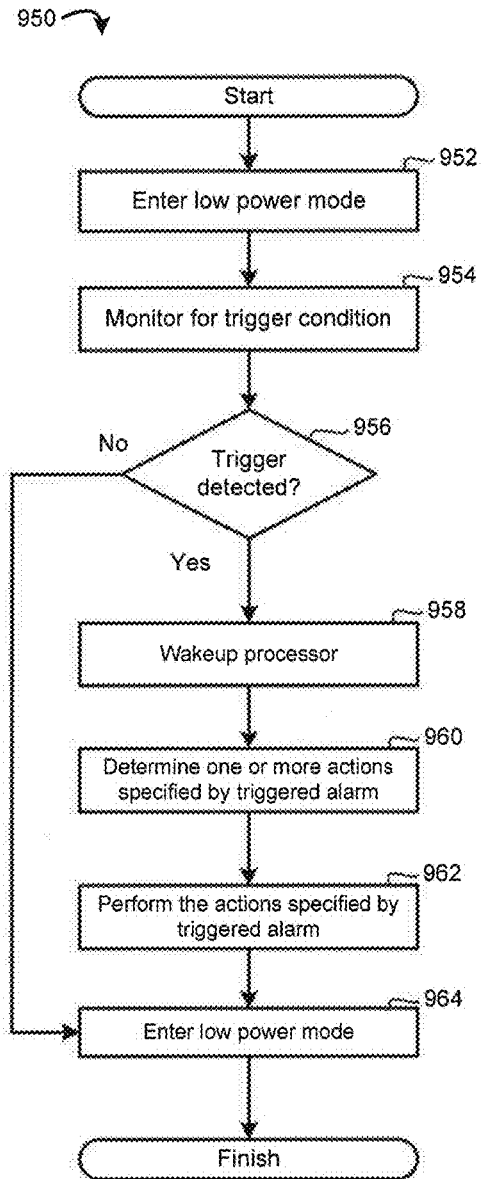 950
Start
952
Enter low power mode
954
Monitor for trigger condition
956
No
Trigger
detected?
Yes
958
Wakeup processor
960
Determine one or more actions
specified by triggered alarm
962
Perform the actions specified by
triggered alarm
964
Enter low power mode
Finish